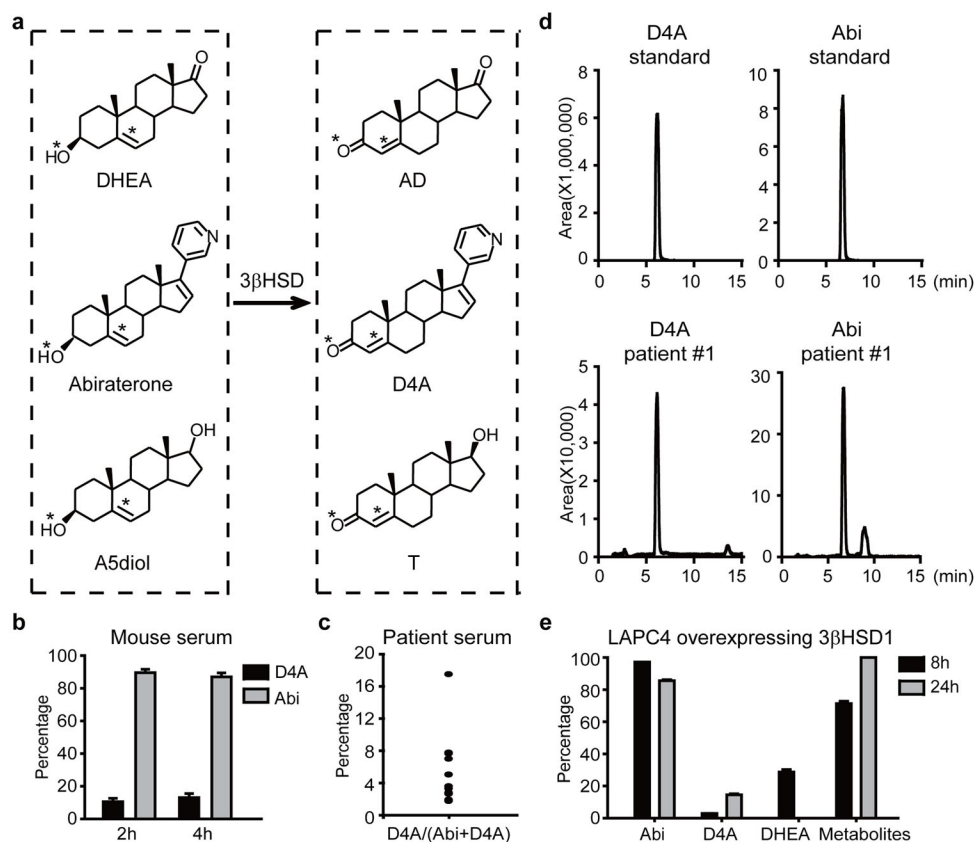 a
O
*
HO
*
DHEA
O
*
O
*
AD
N
*
HO
*
Abiraterone
3βHSD
N
*
O
*
D4A
OH
*
HO
*
A5diol
OH
*
O
*
T
b
Mouse serum
Percentage
100
80
60
40
20
0
2h 4h
D4A
Abi
c
Patient serum
Percentage
20
16
12
8
4
0
D4A/(Abi+D4A)
d
D4A
standard
Area(X1,000,000)
8
6
4
2
0
0 5 10 15
Abi
standard
10
8
6
4
2
0
0 5 10 15 (min)
D4A
patient #1
Area(X10,000)
5
4
3
2
1
0
0 5 10 15
Abi
patient #1
30
20
10
0
0 5 10 15 (min)
e
LAPC4 overexpressing 3βHSD1
Percentage
100
80
60
40
20
0
Abi D4A DHEA Metabolites
8h
24h